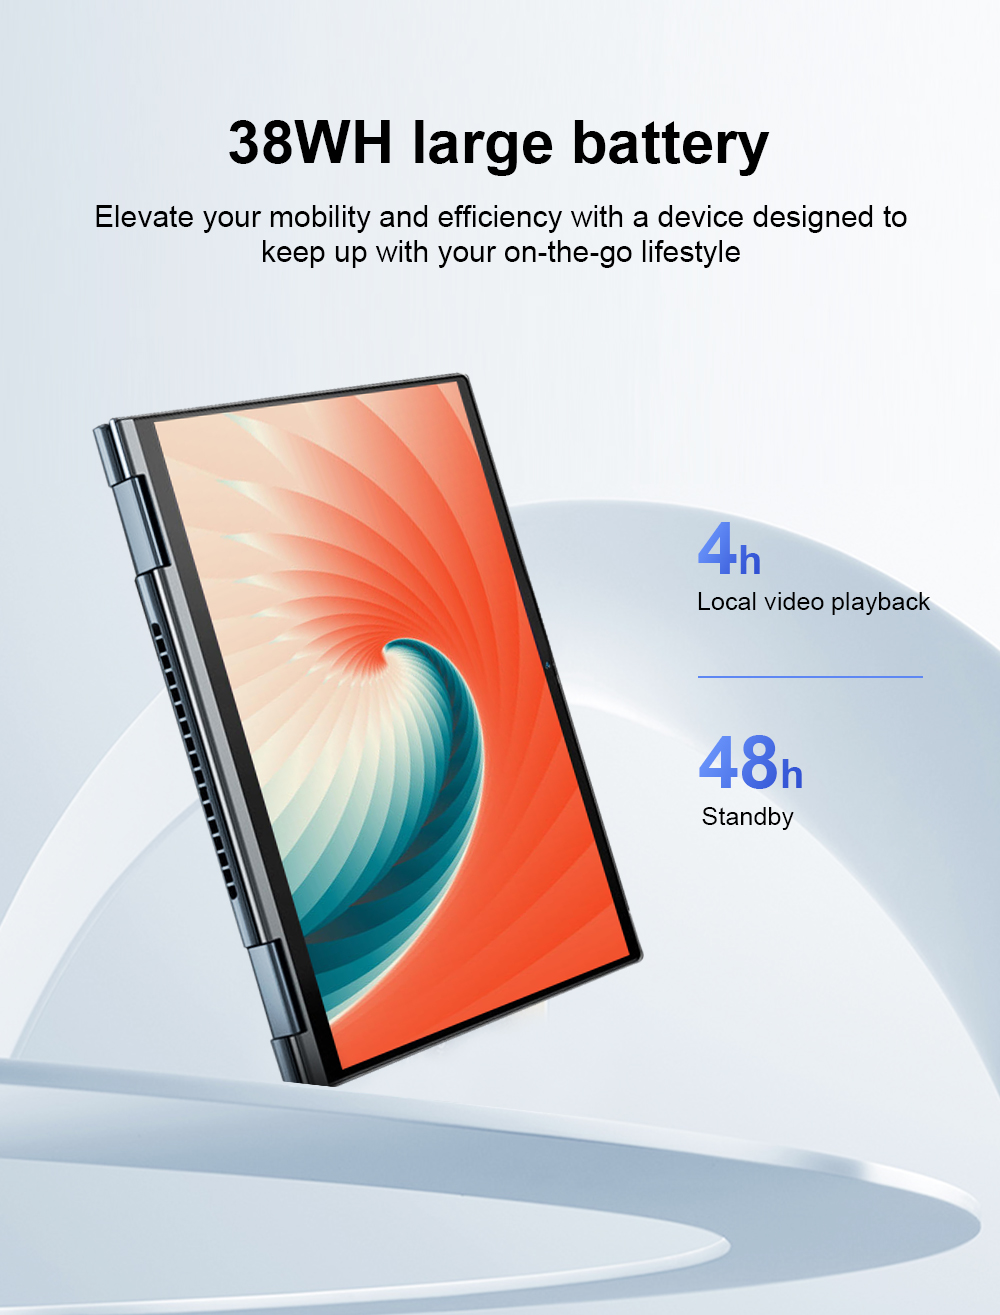 38WH large battery
Elevate your mobility and efficiency with a device designed to
keep up with your on-the-go lifestyle
4h
Local video playback
48h
Standby